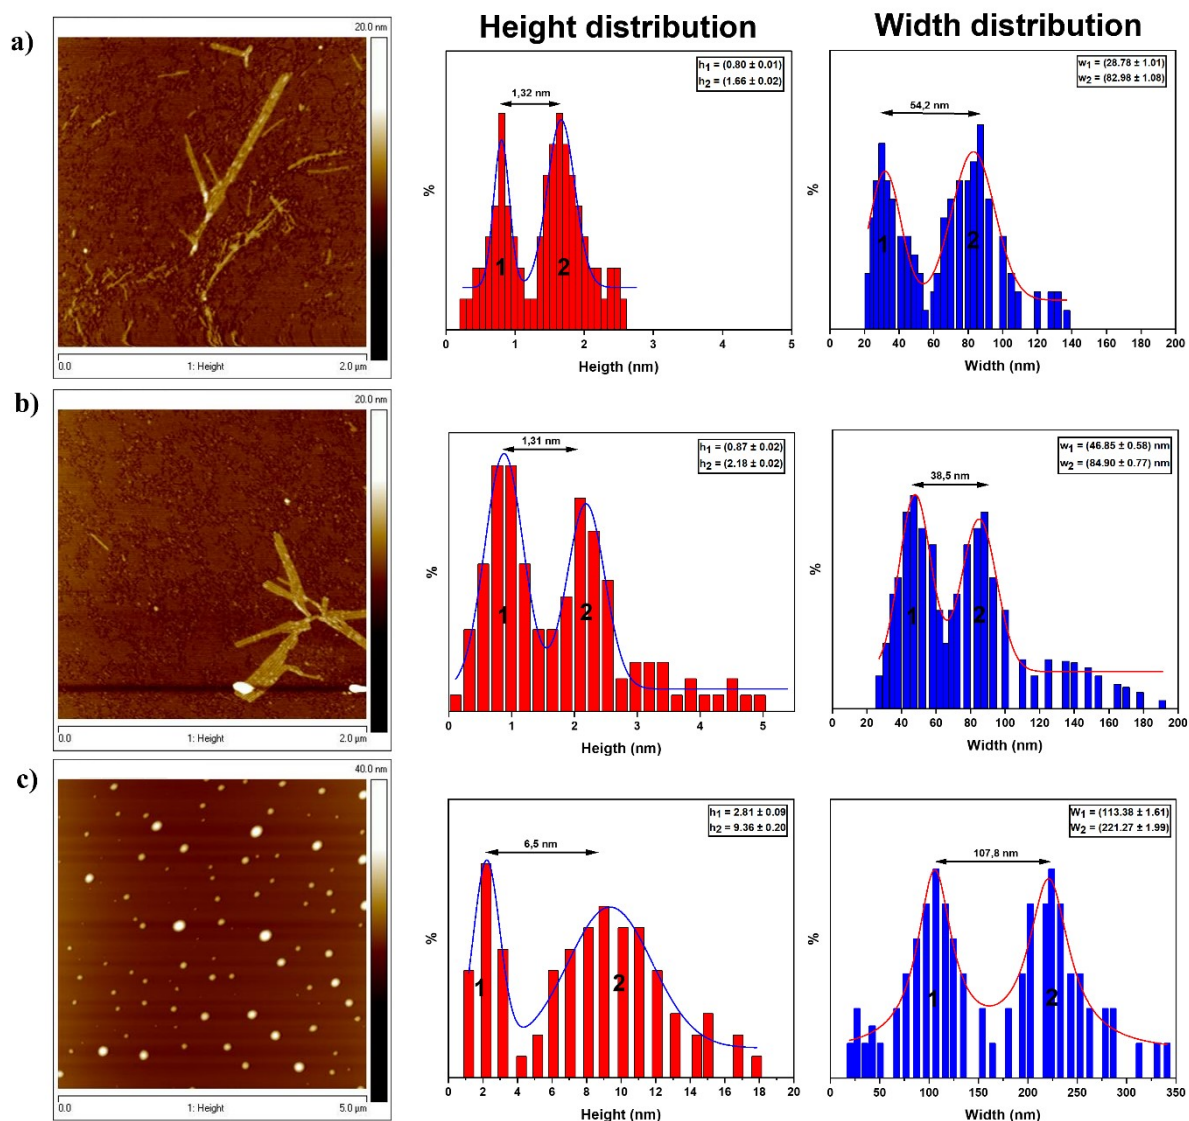 Height distribution
Width distribution
a)
20.0 nm
0.0
1: Height
2.0 µm
h1 = (0.80 ± 0.01)
h2 = (1.66 ± 0.02)
1,32 nm
%
1
2
0
1
2
3
4
5
Heigth (nm)
w1 = (28.78 ± 1.01)
w2 = (82.98 ± 1.08)
54,2 nm
%
1
2
0
20
40
60
80
100
120
140
160
180
200
Width (nm)
b)
20.0 nm
0.0
1: Height
2.0 µm
h1 = (0.87 ± 0.02)
h2 = (2.18 ± 0.02)
1,31 nm
%
1
2
0
1
2
3
4
5
Heigth (nm)
w1 = (46.85 ± 0.58) nm
w2 = (84.90 ± 0.77) nm
38,5 nm
%
1
2
0
20
40
60
80
100
120
140
160
180
200
Width (nm)
c)
40.0 nm
0.0
1: Height
5.0 µm
h1 = 2.81 ± 0.09
h2 = 9.36 ± 0.20
6,5 nm
%
1
2
0
2
4
6
8
10
12
14
16
18
20
Height (nm)
W1 = (113.38 ± 1.61)
W2 = (221.27 ± 1.99)
107,8 nm
%
1
2
0
50
100
150
200
250
300
350
Width (nm)